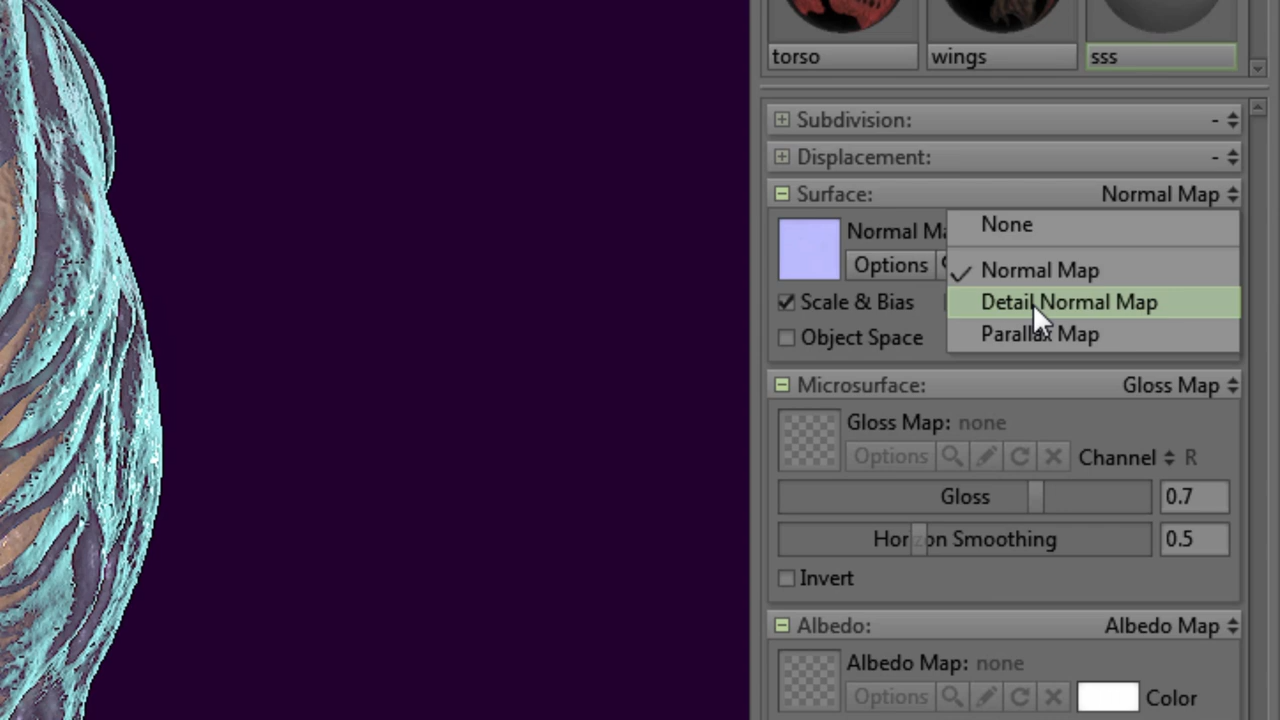 torso wings sss
Subdivision: -
Displacement: -
Surface: Normal Map
Normal Ma
None
Options
Normal Map
Scale & Bias
Detail Normal Map
Object Space
Parallax Map
Microsurface: Gloss Map
Gloss Map: none
Options Channel R
Gloss 0.7
Horizon Smoothing 0.5
Invert
Albedo: Albedo Map
Albedo Map: none
Options Color